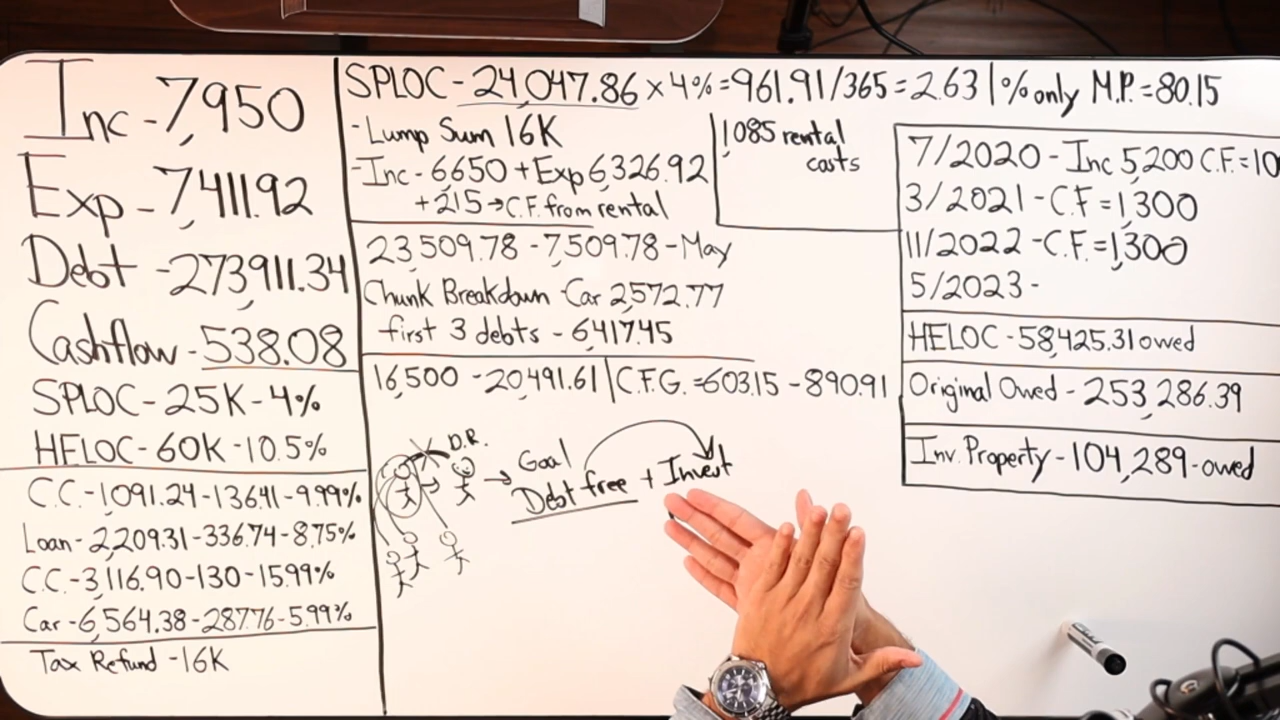 Inc - 7,950
Exp - 7,411.92
Debt - 273,911.34
Cashflow - 538.08
SPLOC - 25K - 4%
HELOC - 60K - 10.5%
C.C. - 1091.24 - 136.41 - 9.99%
Loan - 2,209.31 - 336.74 - 8.75%
C.C. - 3,116.90 - 130 - 15.99%
Car - 6,564.38 - 287.76 - 5.99%
Tax Refund - 16K
SPLOC - 24,047.86 x 4% = 961.91/365 = 2.63 | % only M.P. = 80.15
- Lump Sum 16K
- Inc - 6650 + Exp 6,326.92
+215 → C.F. from rental
1,085 rental
costs
23,509.78 - 7,509.78 - May
Chunk Breakdown - Car 2,572.77
first 3 debts - 6,417.45
16,500 - 20,491.61 | C.F.G. = 603.15 - 890.91
D.R.
Goal
Debt free + Invest
7/2020 - Inc 5,200 C.F. = 10
3/2021 - C.F = 1,300
11/2022 - C.F. = 1,300
5/2023 -
HELOC - 58,425.31 owed
Original Owed - 253,286.39
Inv. Property - 104,289 - owed